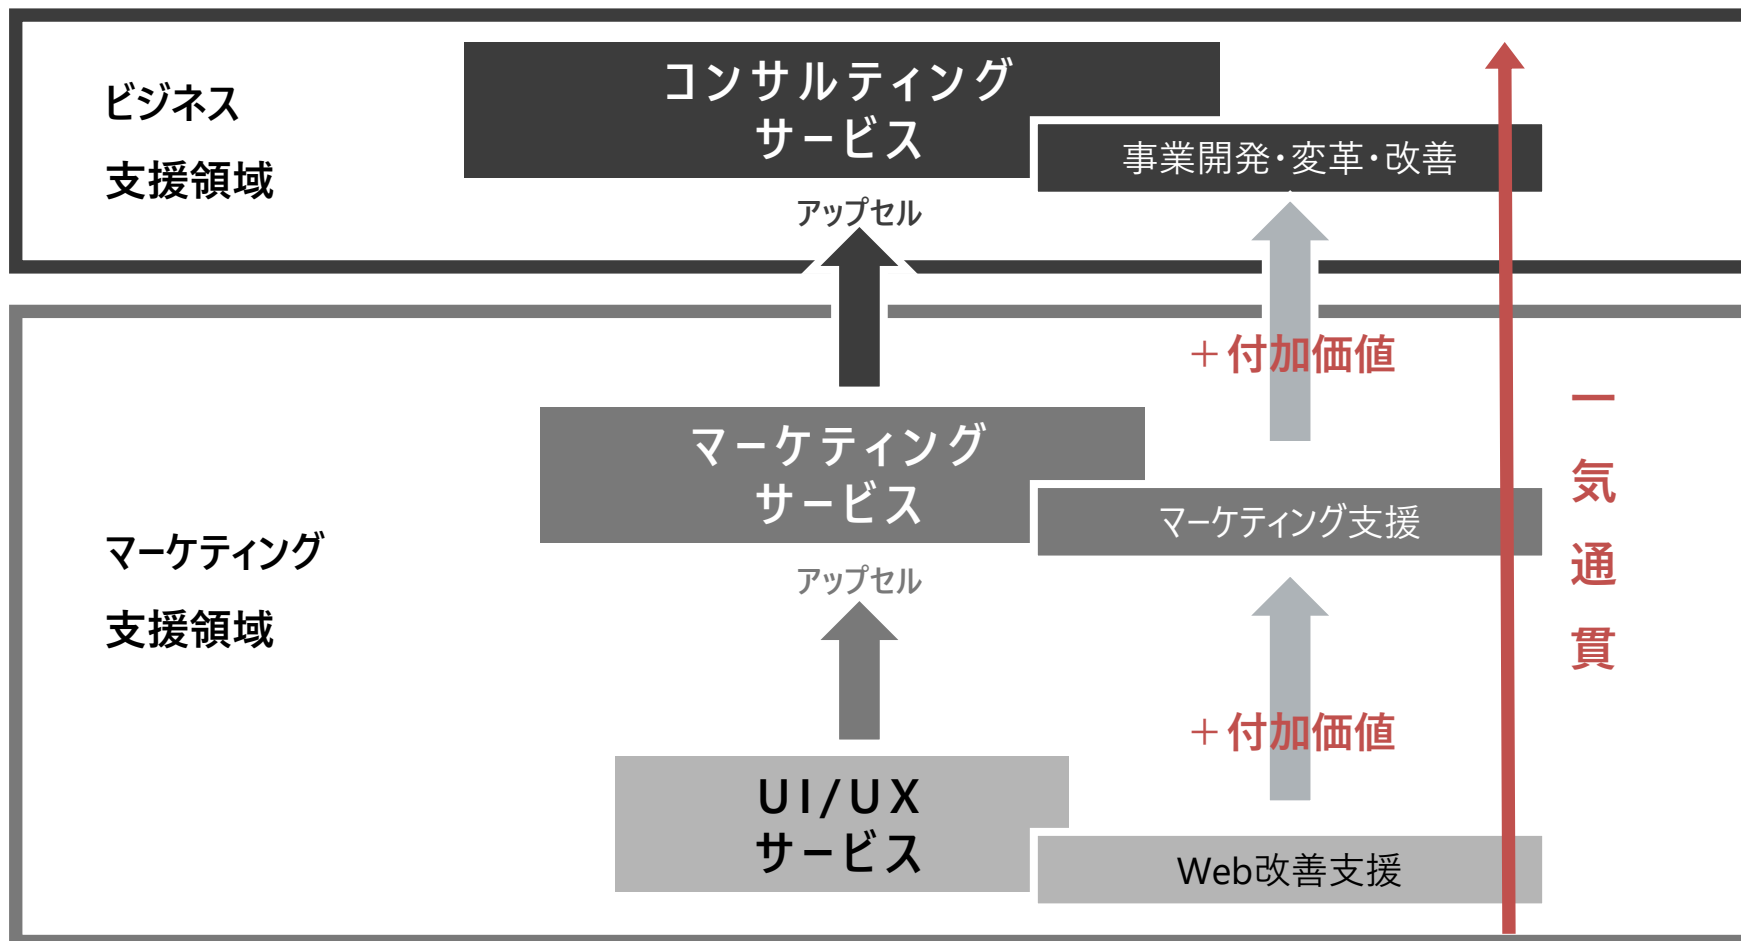 ビジネス
支援領域
コンサルティング
サービス
事業開発・変革・改善
アップセル
＋付加価値
マーケティング
支援領域
マーケティング
サービス
マーケティング支援
アップセル
＋付加価値
UI/UX
サービス
Web改善支援
一
気
通
貫